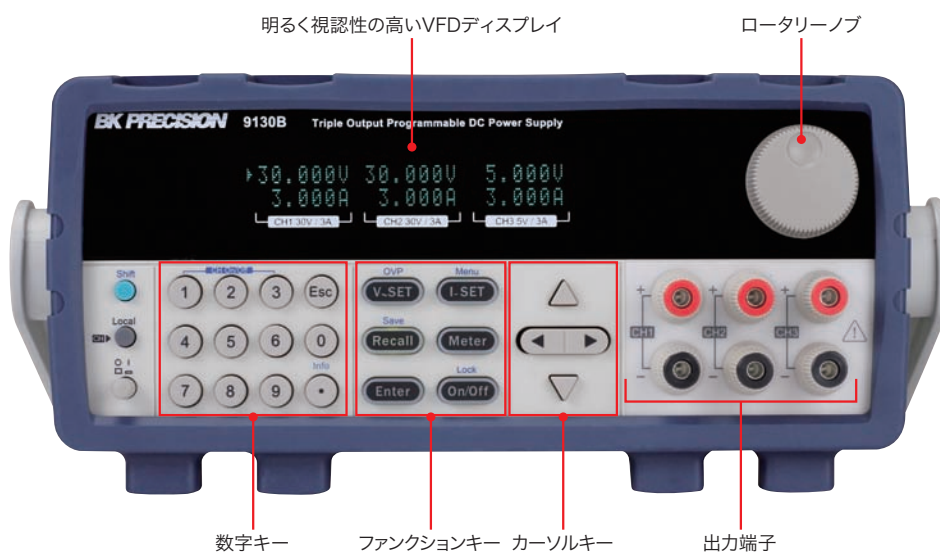 明るく視認性の高いVFDディスプレイ
ロータリーノブ
BK PRECISION 9130B Triple Output Programmable DC Power Supply
30.000V 30.000V 5.000V
3.000A 3.000A 3.000A
CH1 30V / 3A CH2 30V / 3A CH3 5V / 3A
Shift
1 2 3 Esc
OVP Menu
V-SET I-SET
+ + +
Local
CH
4 5 6 0
Save
Recall Meter
CH1 CH2 CH3
Info
7 8 9 •
Lock
Enter On/Off
- - -
数字キー
ファンクションキー
カーソルキー
出力端子